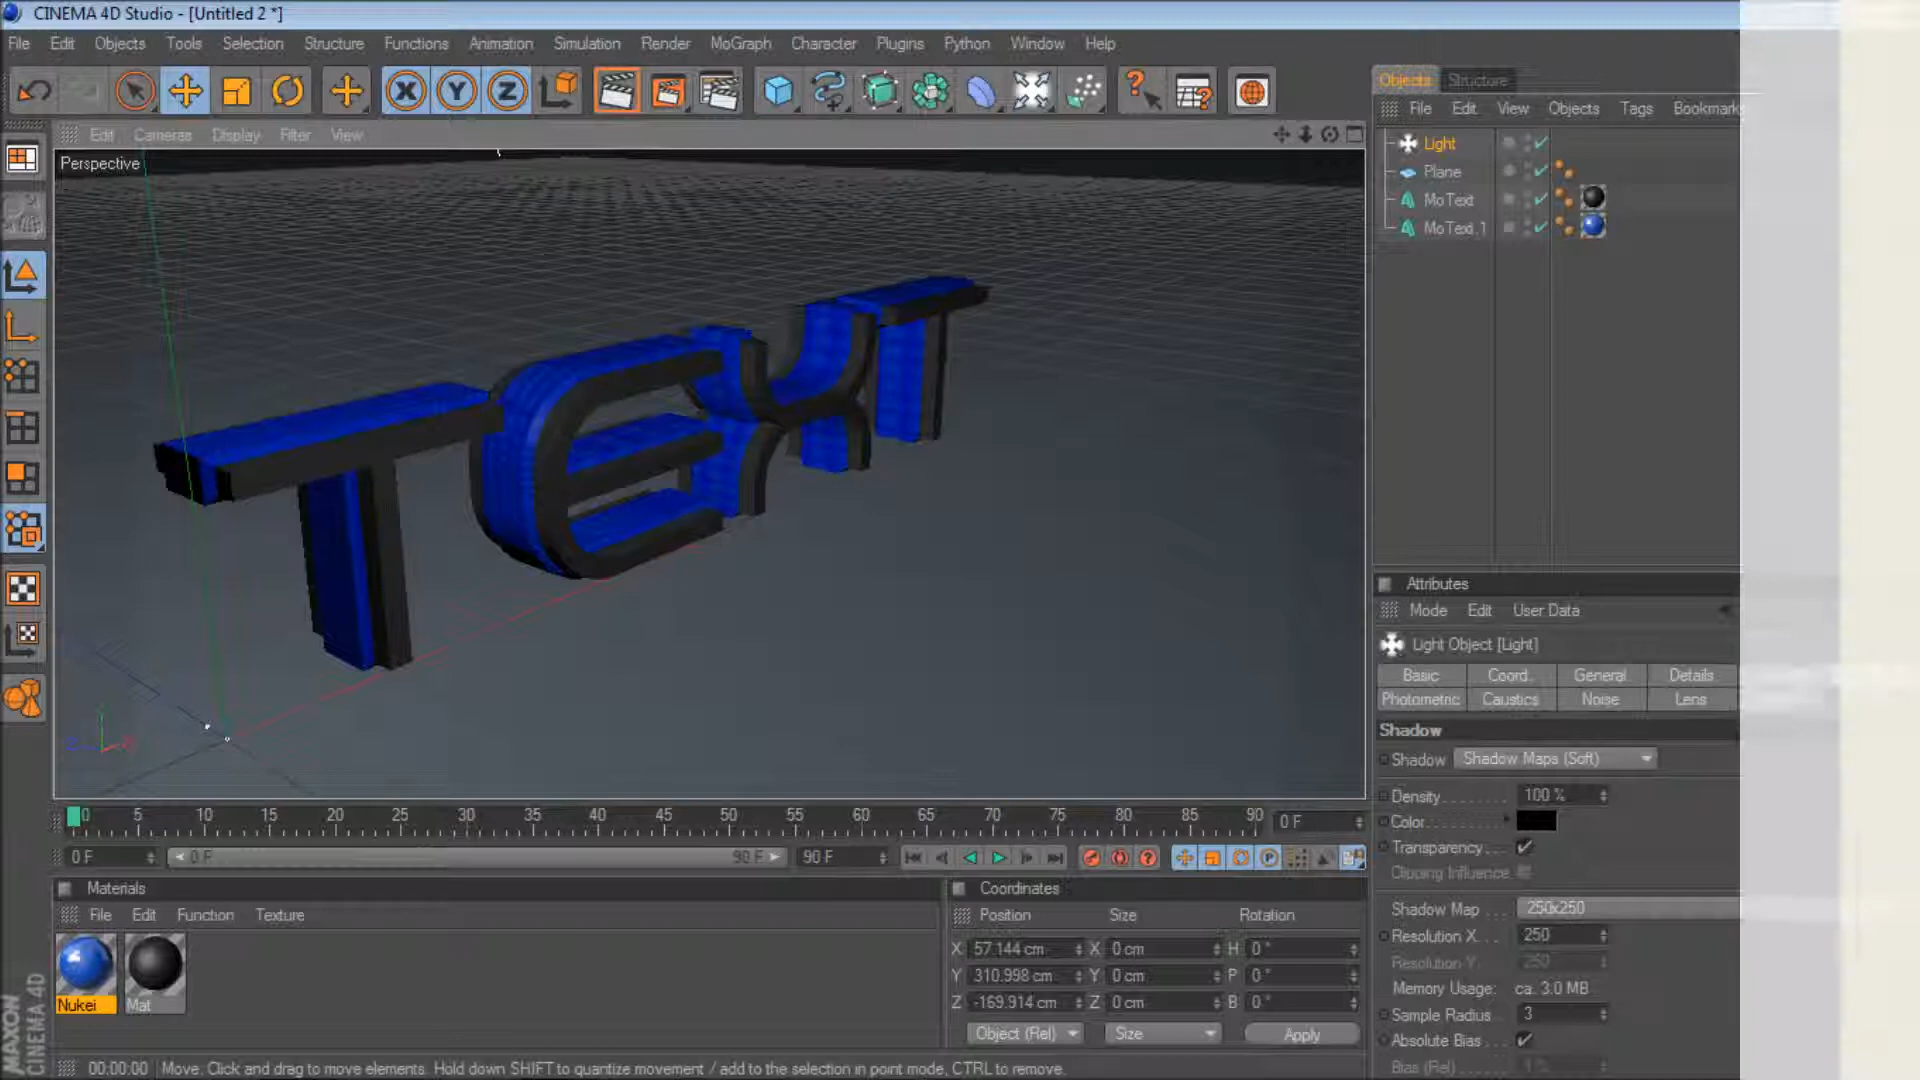 CINEMA 4D Studio - [Untitled 2 *]
File Edit Objects Tools Selection Structure Functions Animation Simulation Render MoGraph Character Plugins Python Window Help
X Y Z
Objects Structure
File Edit View Objects Tags Bookmarks
Edit Cameras Display Filter View
Perspective
Light
Plane
MoText
MoText.1
TEXT
Attributes
Mode Edit User Data
Light Object [Light]
Basic Coord. General Details
Photometric Caustics Noise Lens
Shadow
Shadow Shadow Maps (Soft)
Density 100 %
Color
Transparency
Clipping Influence
Shadow Map 250x250
Resolution X 250
Resolution Y 250
Memory Usage: ca. 3.0 MB
Sample Radius 3
Absolute Bias
Bias (Rel) 1 %
0 5 10 15 20 25 30 35 40 45 50 55 60 65 70 75 80 85 90 0 F
0 F 0 F 90 F 90 F
Materials
File Edit Function Texture
Nukei Mat
Coordinates
Position Size Rotation
X 57.144 cm X 0 cm H 0 °
Y 310.998 cm Y 0 cm P 0 °
Z -169.914 cm Z 0 cm B 0 °
Object (Rel) Size Apply
MAXON
CINEMA 4D
00:00:00 Move. Click and drag to move elements. Hold down SHIFT to quantize movement / add to the selection in point mode, CTRL to remove.